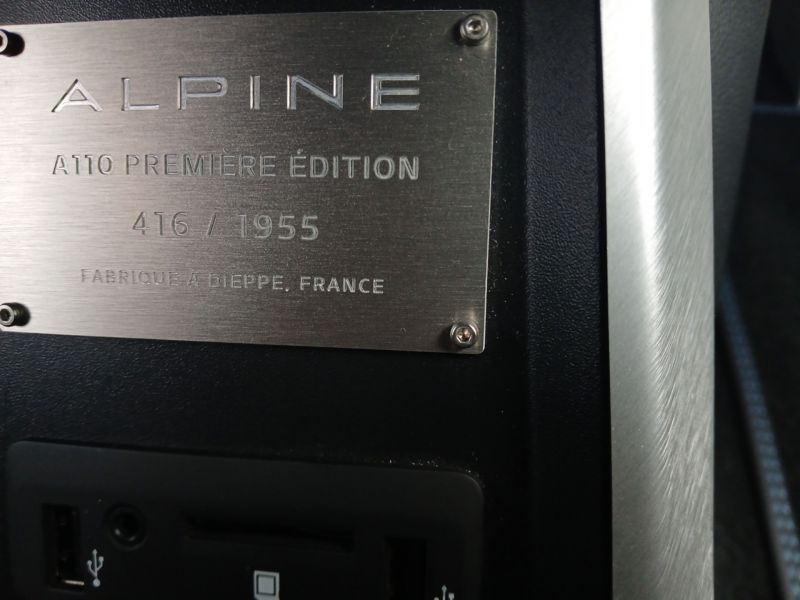 ALPINE
A110 PREMIÈRE ÉDITION
416 / 1955
FABRIQUÉ À DIEPPE, FRANCE